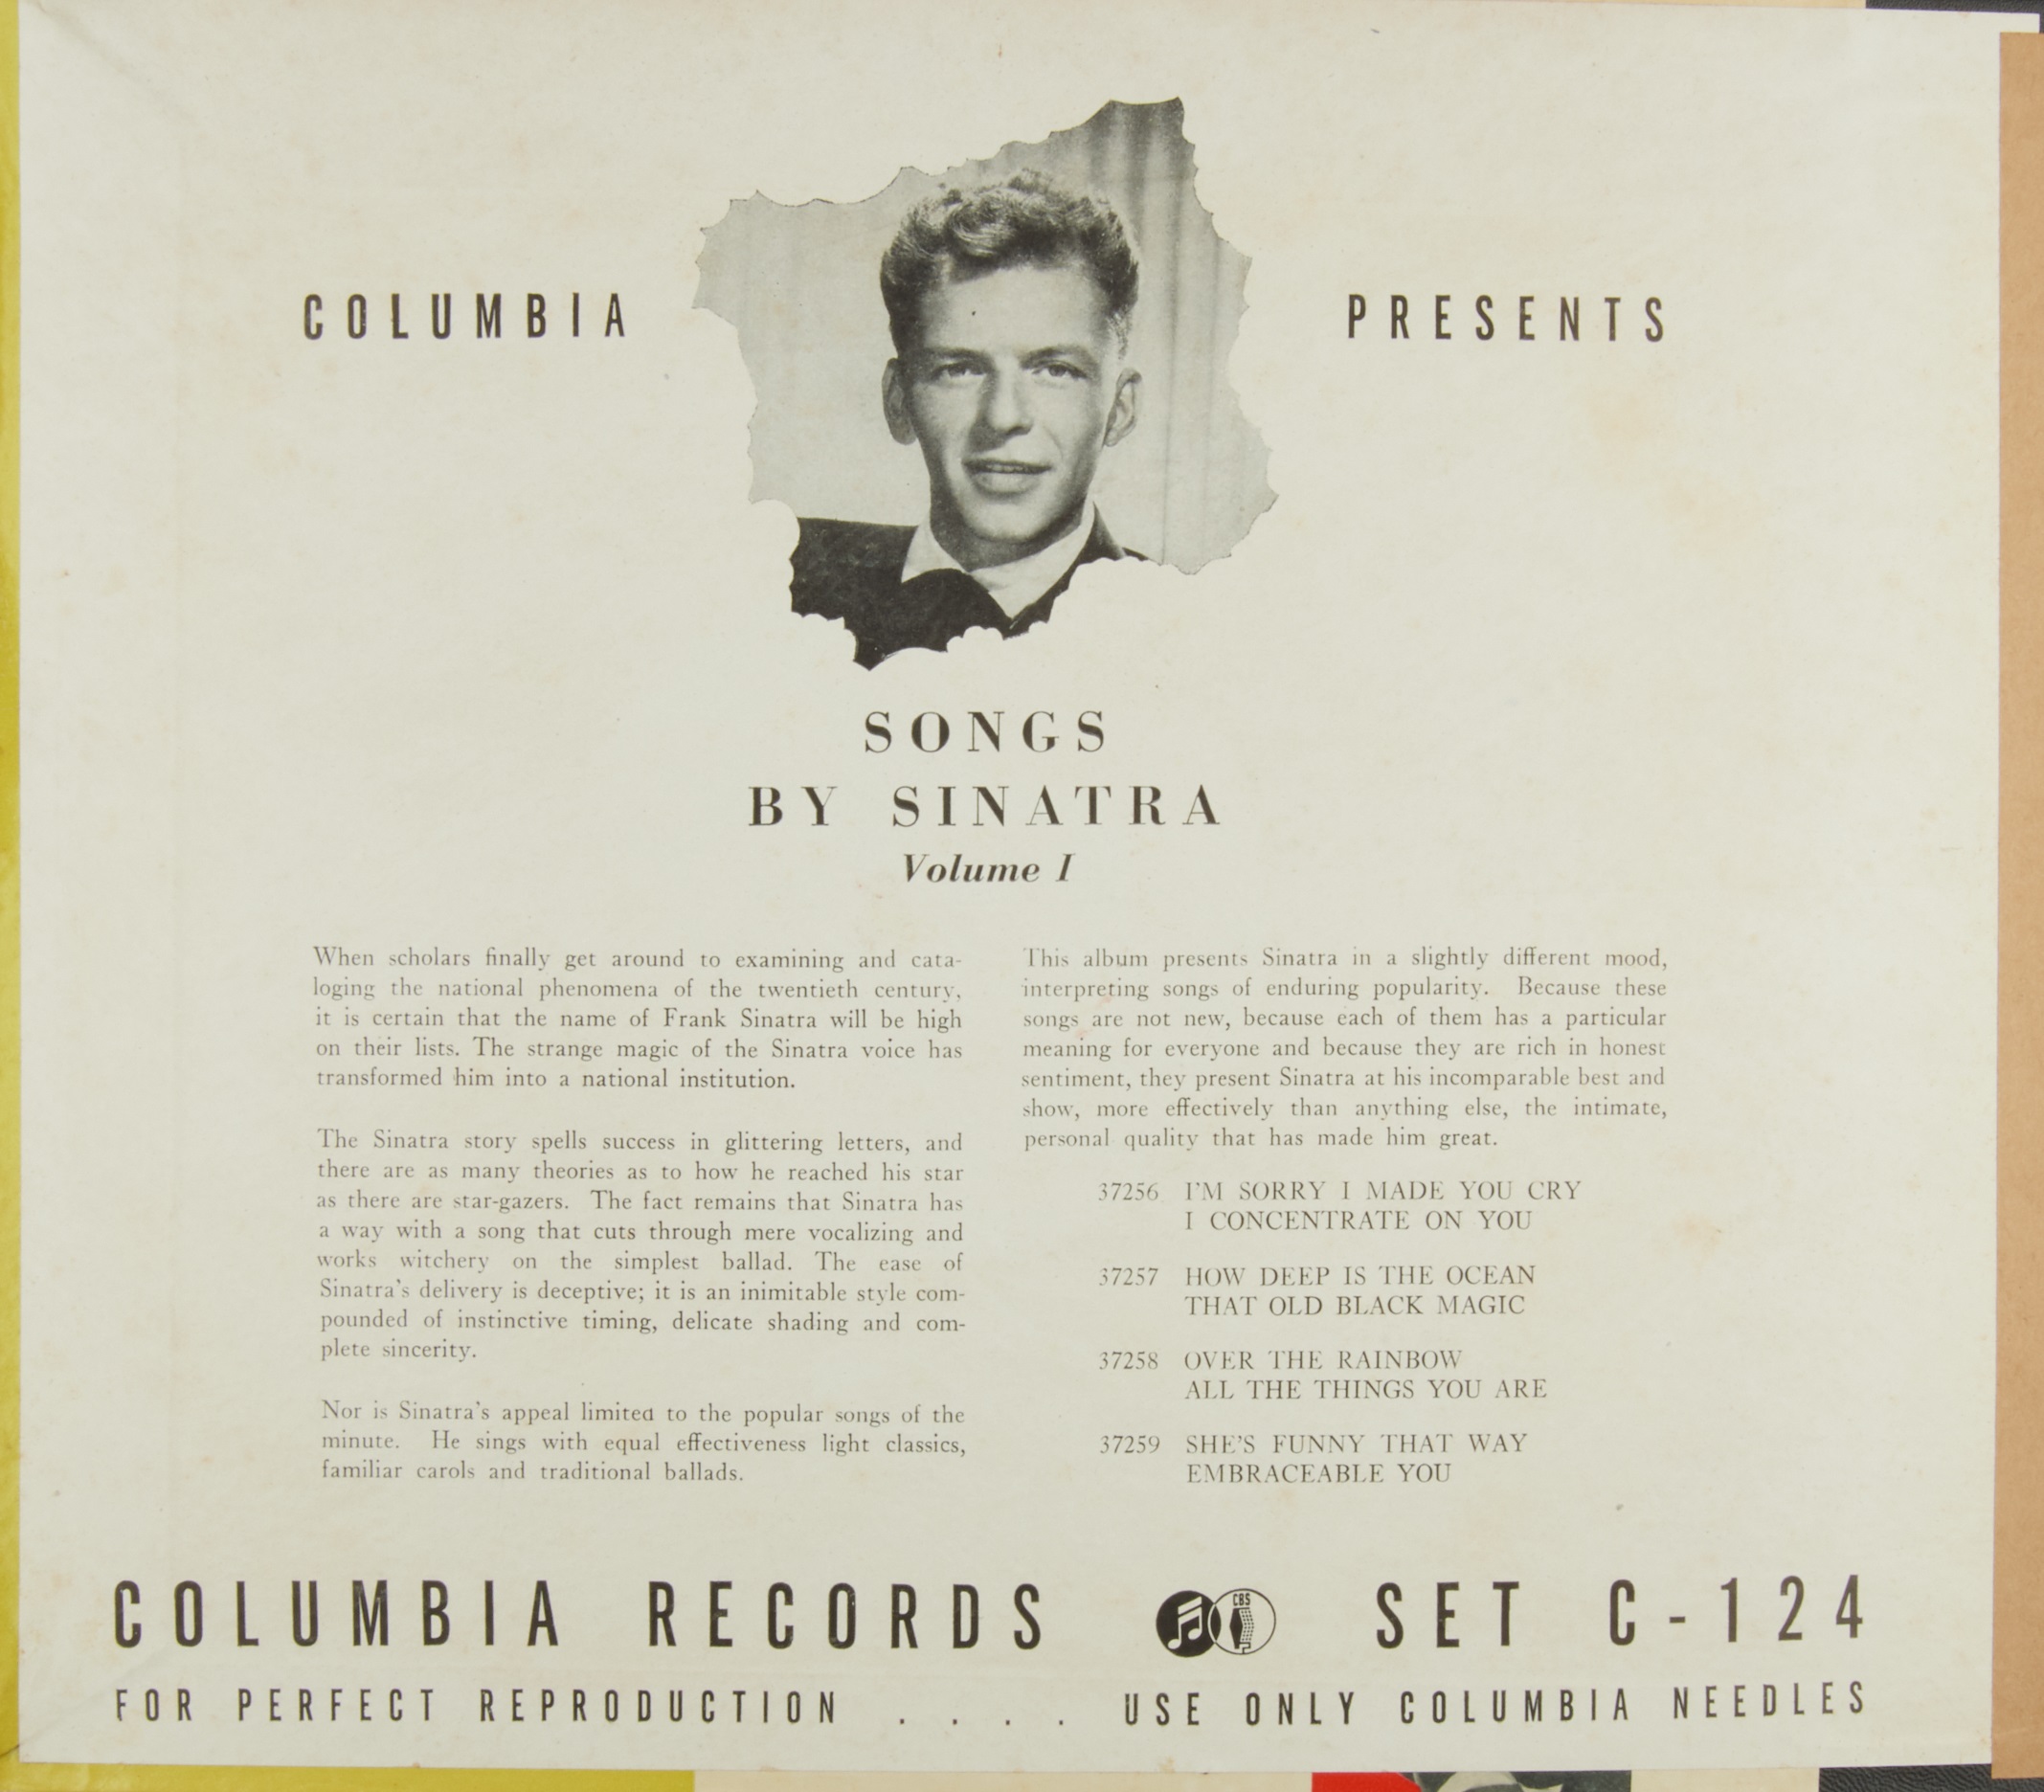 COLUMBIA PRESENTS
SONGS
BY SINATRA
Volume I
When scholars finally get around to examining and cata-
loging the national phenomena of the twentieth century,
it is certain that the name of Frank Sinatra will be high
on their lists. The strange magic of the Sinatra voice has
transformed him into a national institution.
The Sinatra story spells success in glittering letters, and
there are as many theories as to how he reached his star
as there are star-gazers. The fact remains that Sinatra has
a way with a song that cuts through mere vocalizing and
works witchery on the simplest ballad. The ease of
Sinatra's delivery is deceptive; it is an inimitable style com-
pounded of instinctive timing, delicate shading and com-
plete sincerity.
Nor is Sinatra's appeal limited to the popular songs of the
minute. He sings with equal effectiveness light classics,
familiar carols and traditional ballads.
This album presents Sinatra in a slightly different mood,
interpreting songs of enduring popularity. Because these
songs are not new, because each of them has a particular
meaning for everyone and because they are rich in honest
sentiment, they present Sinatra at his incomparable best and
show, more effectively than anything else, the intimate,
personal quality that has made him great.
37256 I'M SORRY I MADE YOU CRY
I CONCENTRATE ON YOU
37257 HOW DEEP IS THE OCEAN
THAT OLD BLACK MAGIC
37258 OVER THE RAINBOW
ALL THE THINGS YOU ARE
37259 SHE'S FUNNY THAT WAY
EMBRACEABLE YOU
COLUMBIA RECORDS CBS SET C-124
FOR PERFECT REPRODUCTION . . . . USE ONLY COLUMBIA NEEDLES